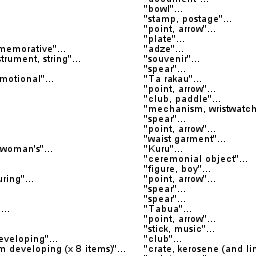 "bowl"...
"stamp, postage"...
"point, arrow"...
"plate"...
nemorative"... "adze"...
trument, string"... "souvenir"...
"spear"...
motional"... "Ta rakau"...
"point, arrow"...
"club, paddle"...
"mechanism, wristwatch
"spear"...
"point, arrow"...
"waist garment"...
woman's"... "Kuru"...
"ceremonial object"...
"figure, boy"...
uring"... "point, arrow"...
"spear"...
"spear"...
... "Tabua"...
"point, arrow"...
"stick, music"...
eveloping"... "club"...
m developing (x 8 items)"... "crate, kerosene (and lin